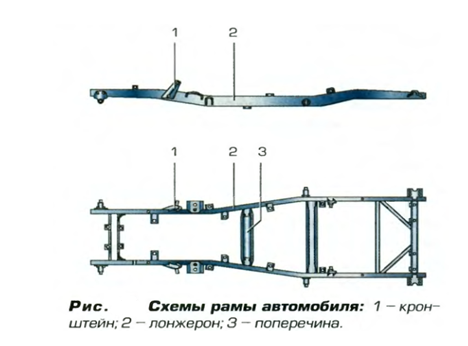 1 2
1 2 3
Рис. Схемы рамы автомобиля: 1 – крон-
штейн; 2 – лонжерон; 3 – поперечина.